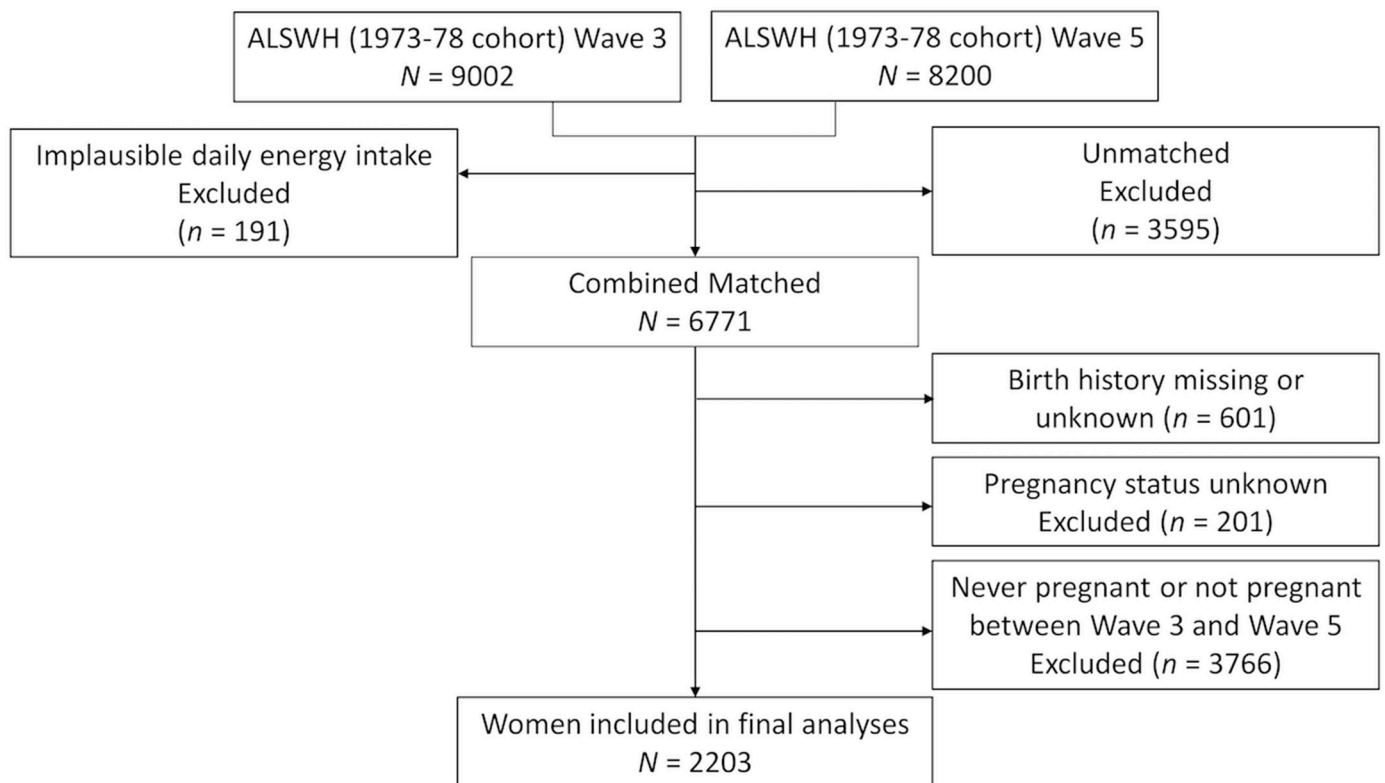 ALSWH (1973-78 cohort) Wave 3
N = 9002
ALSWH (1973-78 cohort) Wave 5
N = 8200
Implausible daily energy intake
Excluded
(n = 191)
Unmatched
Excluded
(n = 3595)
Combined Matched
N = 6771
Birth history missing or
unknown (n = 601)
Pregnancy status unknown
Excluded (n = 201)
Never pregnant or not pregnant
between Wave 3 and Wave 5
Excluded (n = 3766)
Women included in final analyses
N = 2203